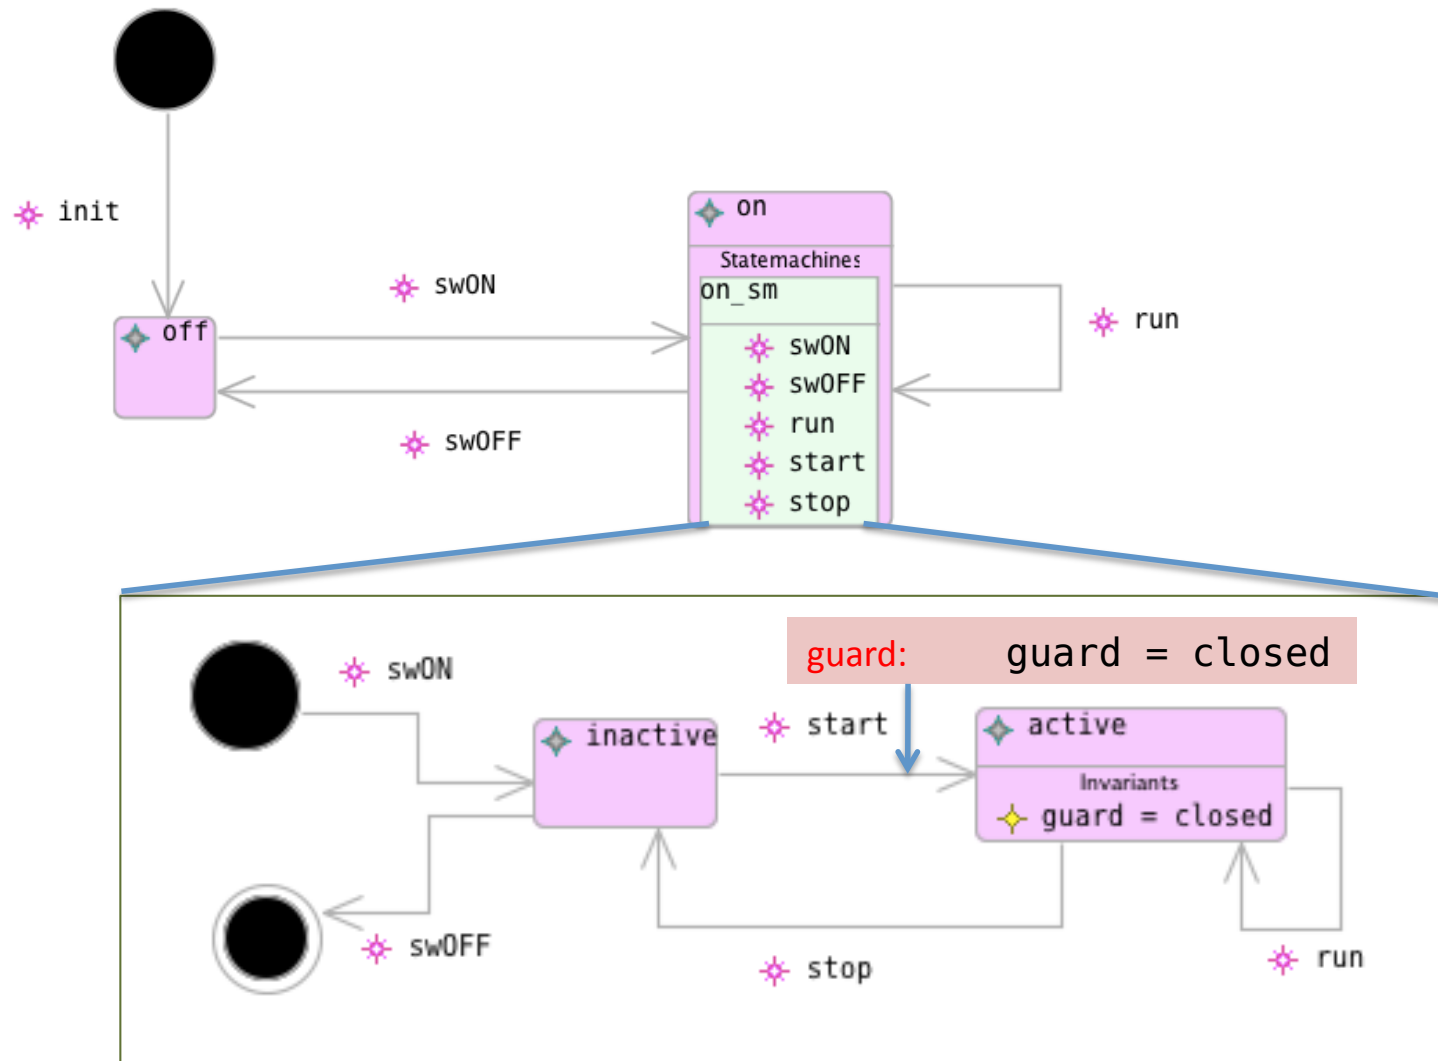 init
off
swON
swOFF
on
Statemachines
on_sm
swON
swOFF
run
start
stop
run
guard: guard = closed
swON
inactive
start
active
Invariants
guard = closed
swOFF
stop
run